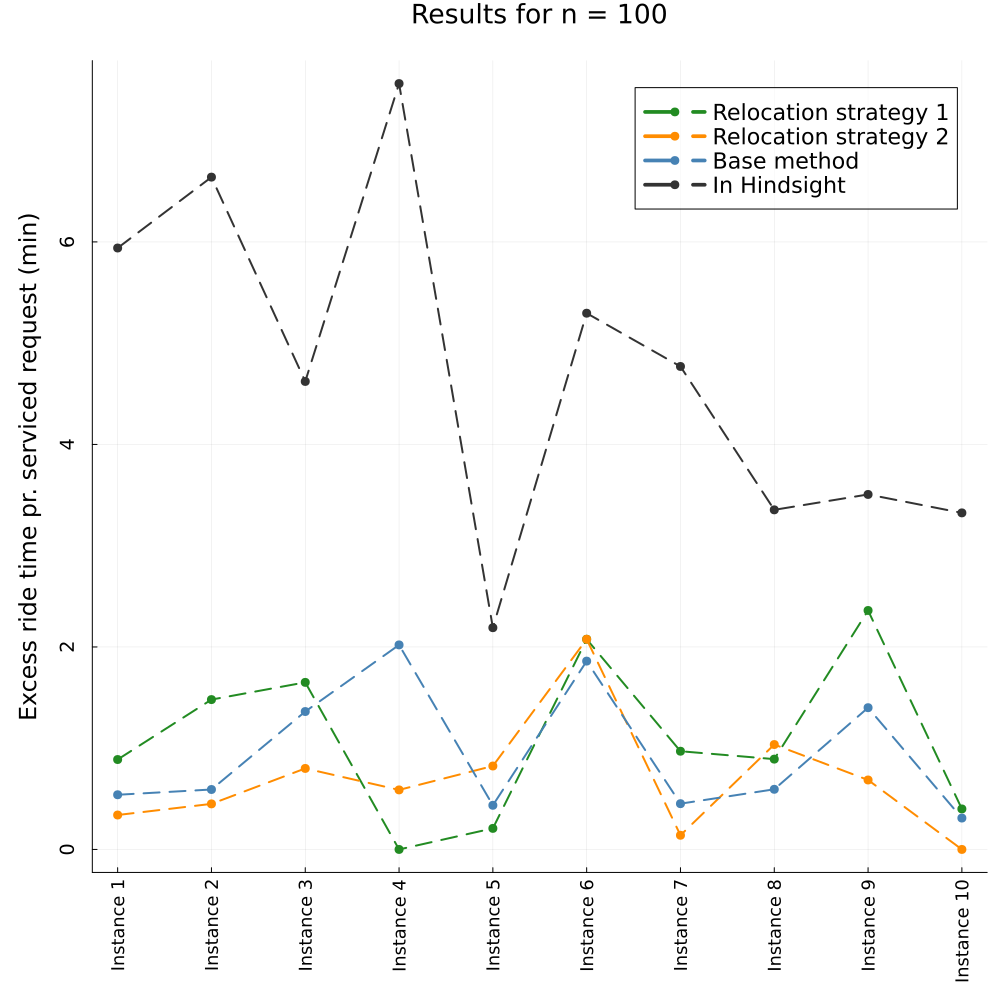 Results for n = 100
Relocation strategy 1
Relocation strategy 2
Base method
In Hindsight
Excess ride time pr. serviced request (min)
6
4
2
0
Instance 1
Instance 2
Instance 3
Instance 4
Instance 5
Instance 6
Instance 7
Instance 8
Instance 9
Instance 10